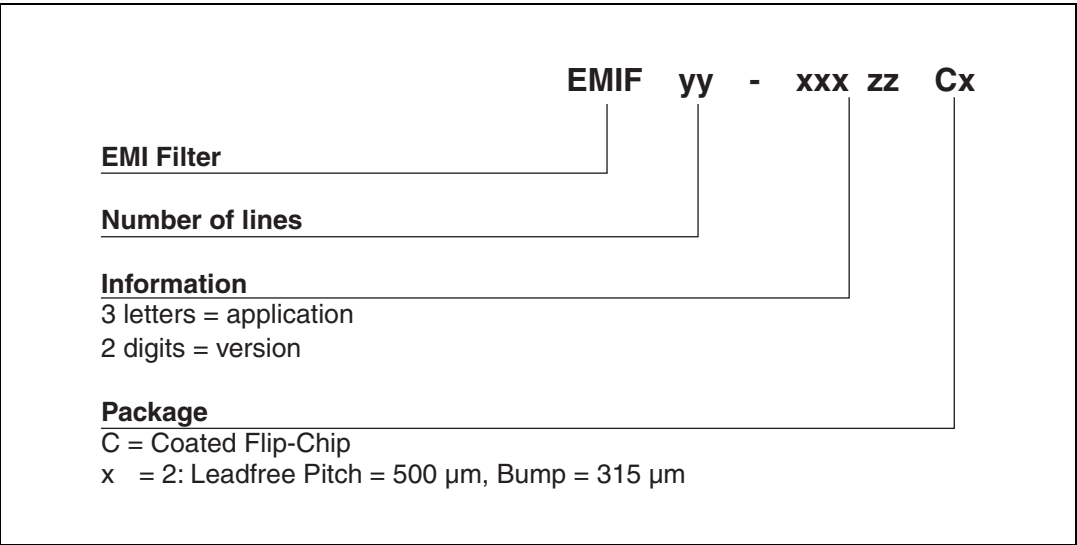 EMIF yy - xxx zz Cx
EMI Filter
Number of lines
Information
3 letters = application
2 digits = version
Package
C = Coated Flip-Chip
x = 2: Leadfree Pitch = 500 µm, Bump = 315 µm